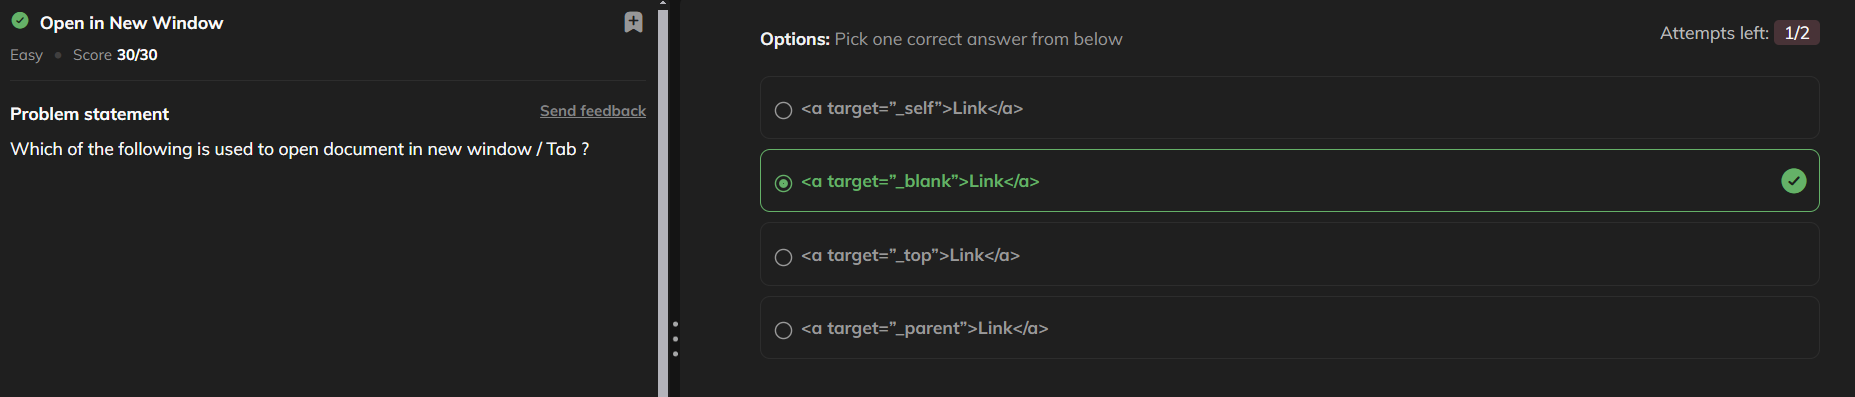 Open in New Window
Easy • Score 30/30
Problem statement
Send feedback
Which of the following is used to open document in new window / Tab ?
Options: Pick one correct answer from below
Attempts left: 1/2
<a target=”_self”>Link</a>
<a target=”_blank”>Link</a>
<a target=”_top”>Link</a>
<a target=”_parent”>Link</a>